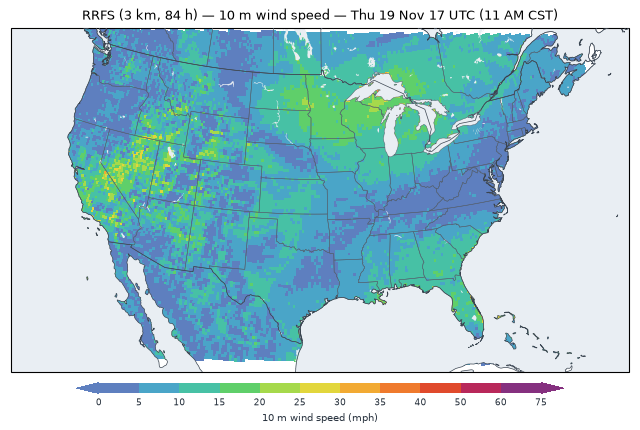 RRFS (3 km, 84 h) — 10 m wind speed — Thu 19 Nov 17 UTC (11 AM CST)
0 5 10 15 20 25 30 35 40 50 60 75
10 m wind speed (mph)